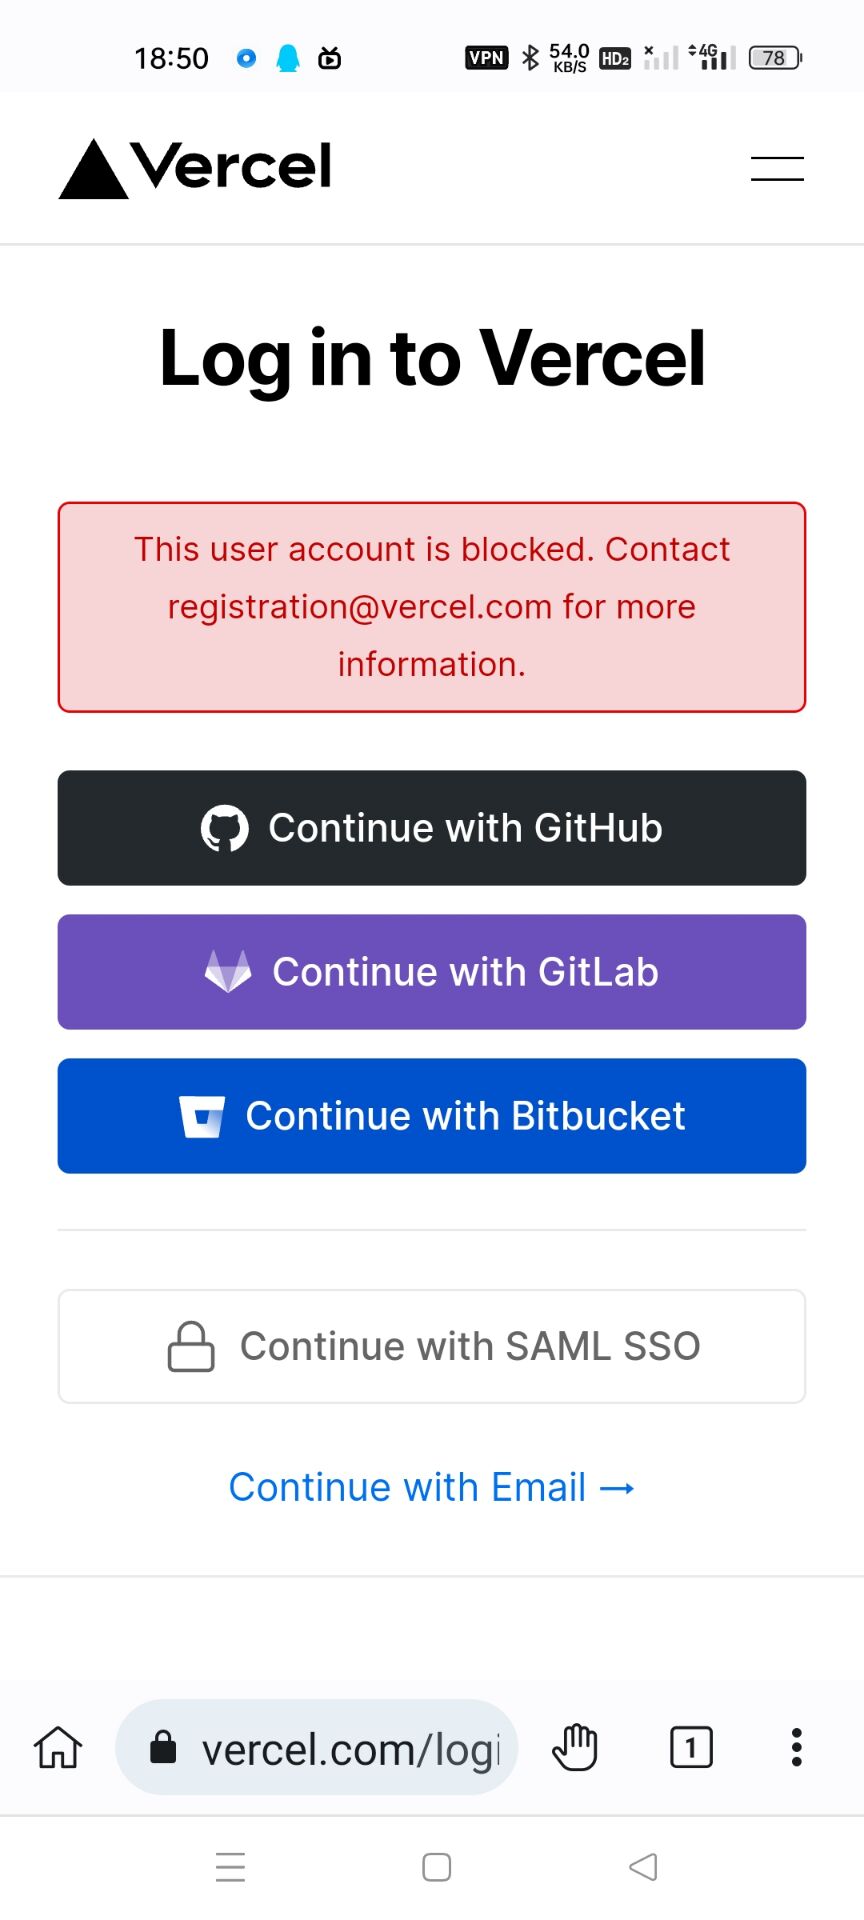 18:50 VPN 54.0 KB/S HD2 4G 78
Vercel
Log in to Vercel
This user account is blocked. Contact
registration@vercel.com for more
information.
Continue with GitHub
Continue with GitLab
Continue with Bitbucket
Continue with SAML SSO
Continue with Email →
vercel.com/logi
1